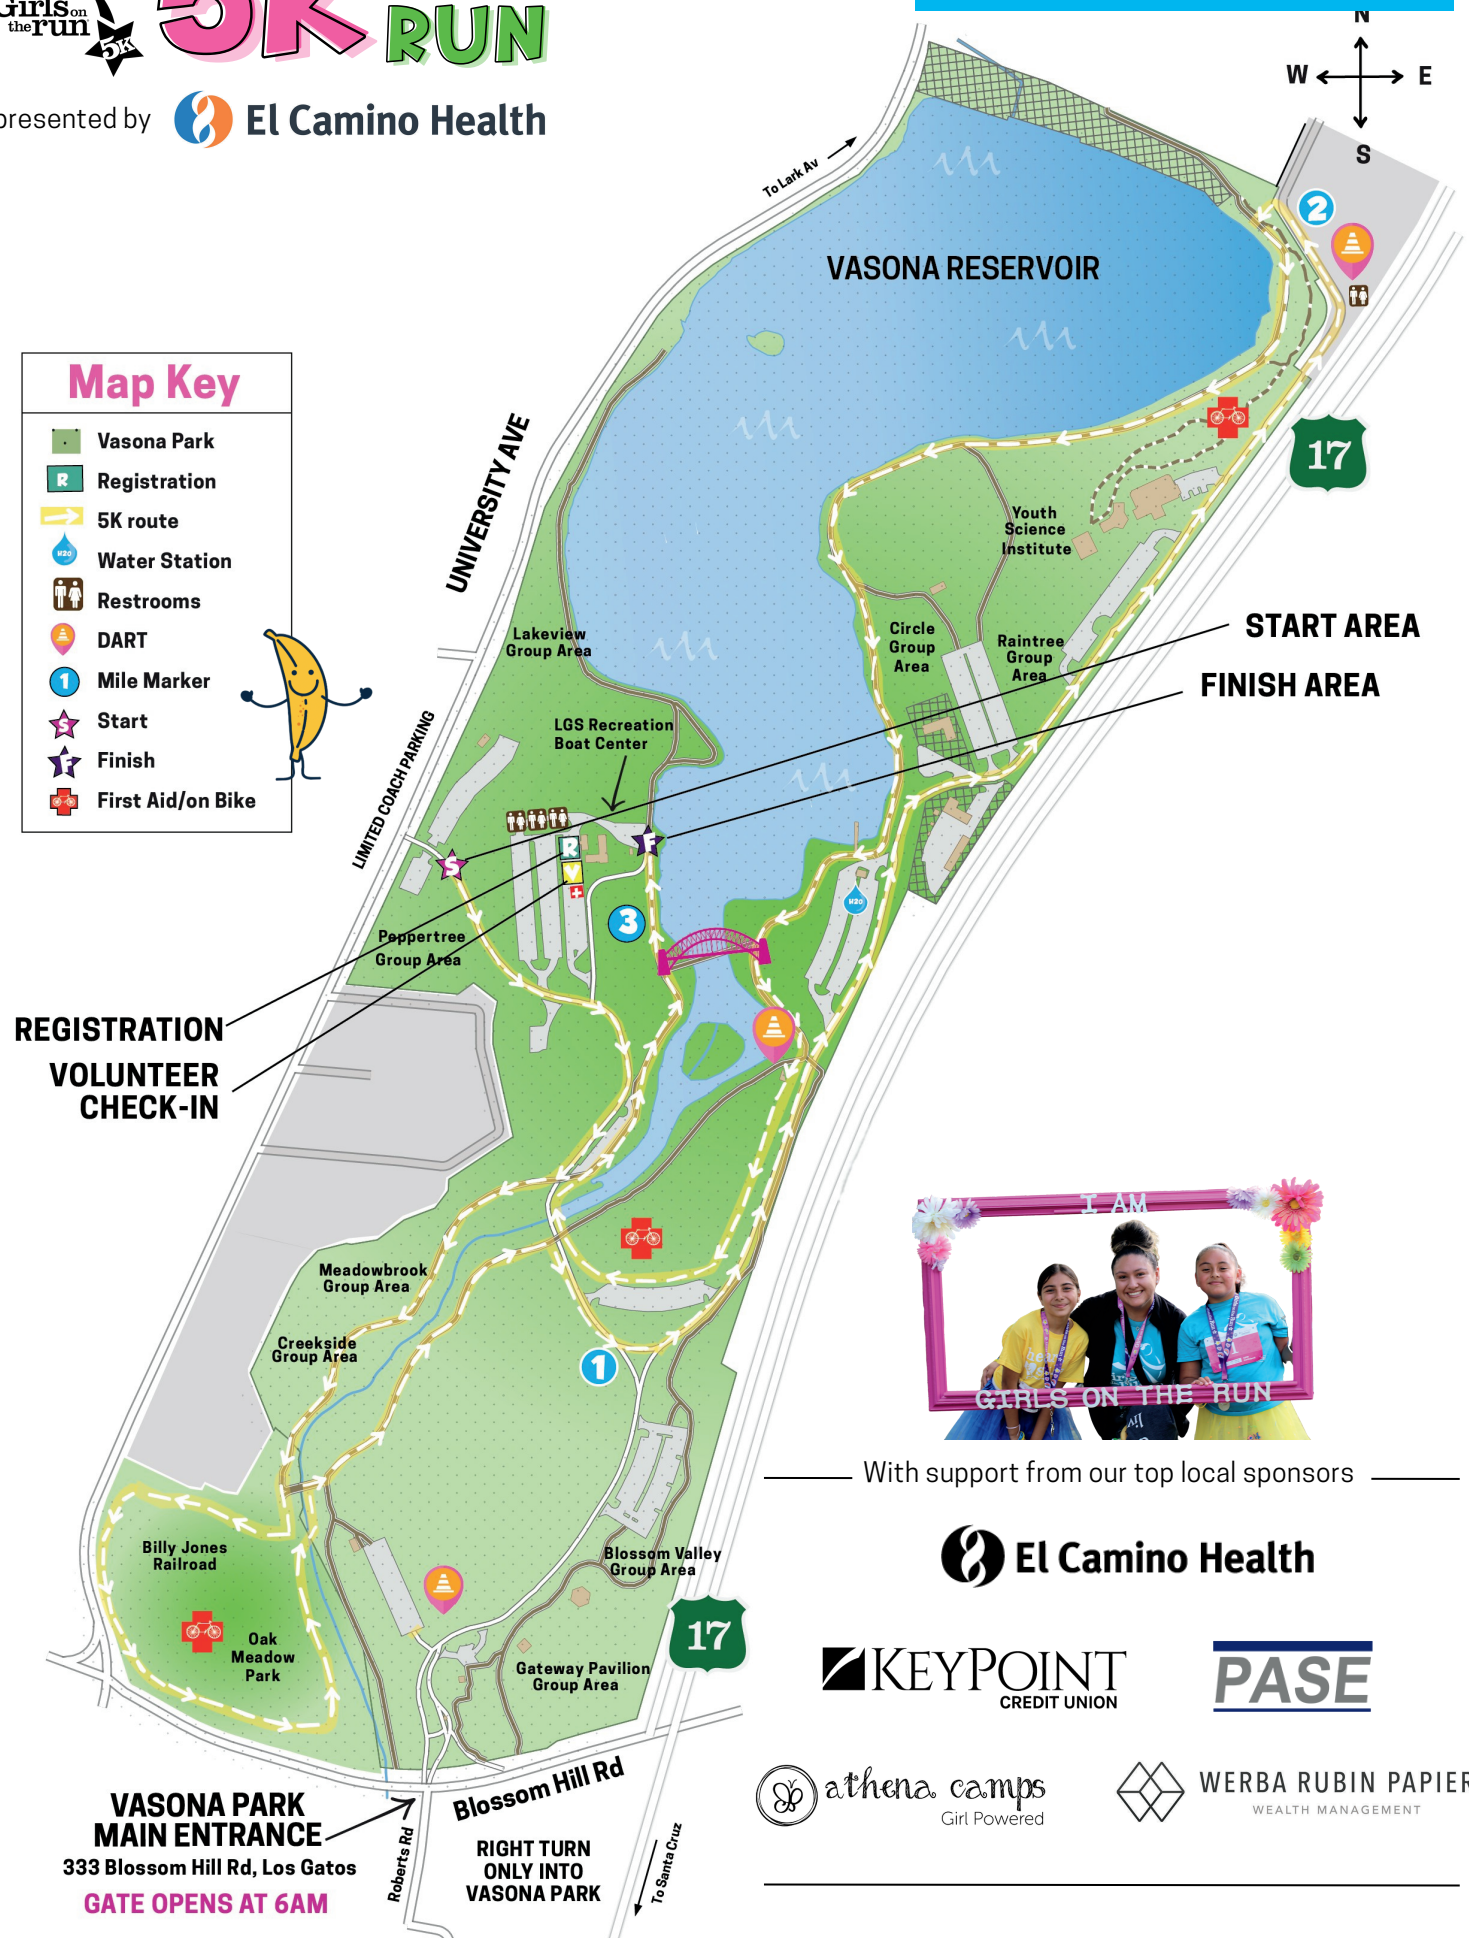 Girls on
the run
5K
5K
RUN
presented by
El Camino Health
N
W
E
S
To Lark Av
2
VASONA RESERVOIR
Map Key
Vasona Park
R
Registration
5K route
H20
Water Station
Restrooms
DART
1
Mile Marker
S
Start
F
Finish
First Aid/on Bike
UNIVERSITY AVE
17
Youth
Science
Institute
Lakeview
Group Area
Circle
Group
Area
Raintree
Group
Area
START AREA
FINISH AREA
LGS Recreation
Boat Center
LIMITED COACH PARKING
S
R
V
F
H20
3
Peppertree
Group Area
REGISTRATION
VOLUNTEER
CHECK-IN
Meadowbrook
Group Area
Creekside
Group Area
1
I AM
GIRLS ON THE RUN
With support from our top local sponsors
El Camino Health
Billy Jones
Railroad
Blossom Valley
Group Area
Oak
Meadow
Park
17
Gateway Pavilion
Group Area
KEYPOINT
CREDIT UNION
PASE
athena camps
Girl Powered
WERBA RUBIN PAPIER
WEALTH MANAGEMENT
Blossom Hill Rd
VASONA PARK
MAIN ENTRANCE
333 Blossom Hill Rd, Los Gatos
GATE OPENS AT 6AM
Roberts Rd
RIGHT TURN
ONLY INTO
VASONA PARK
To Santa Cruz